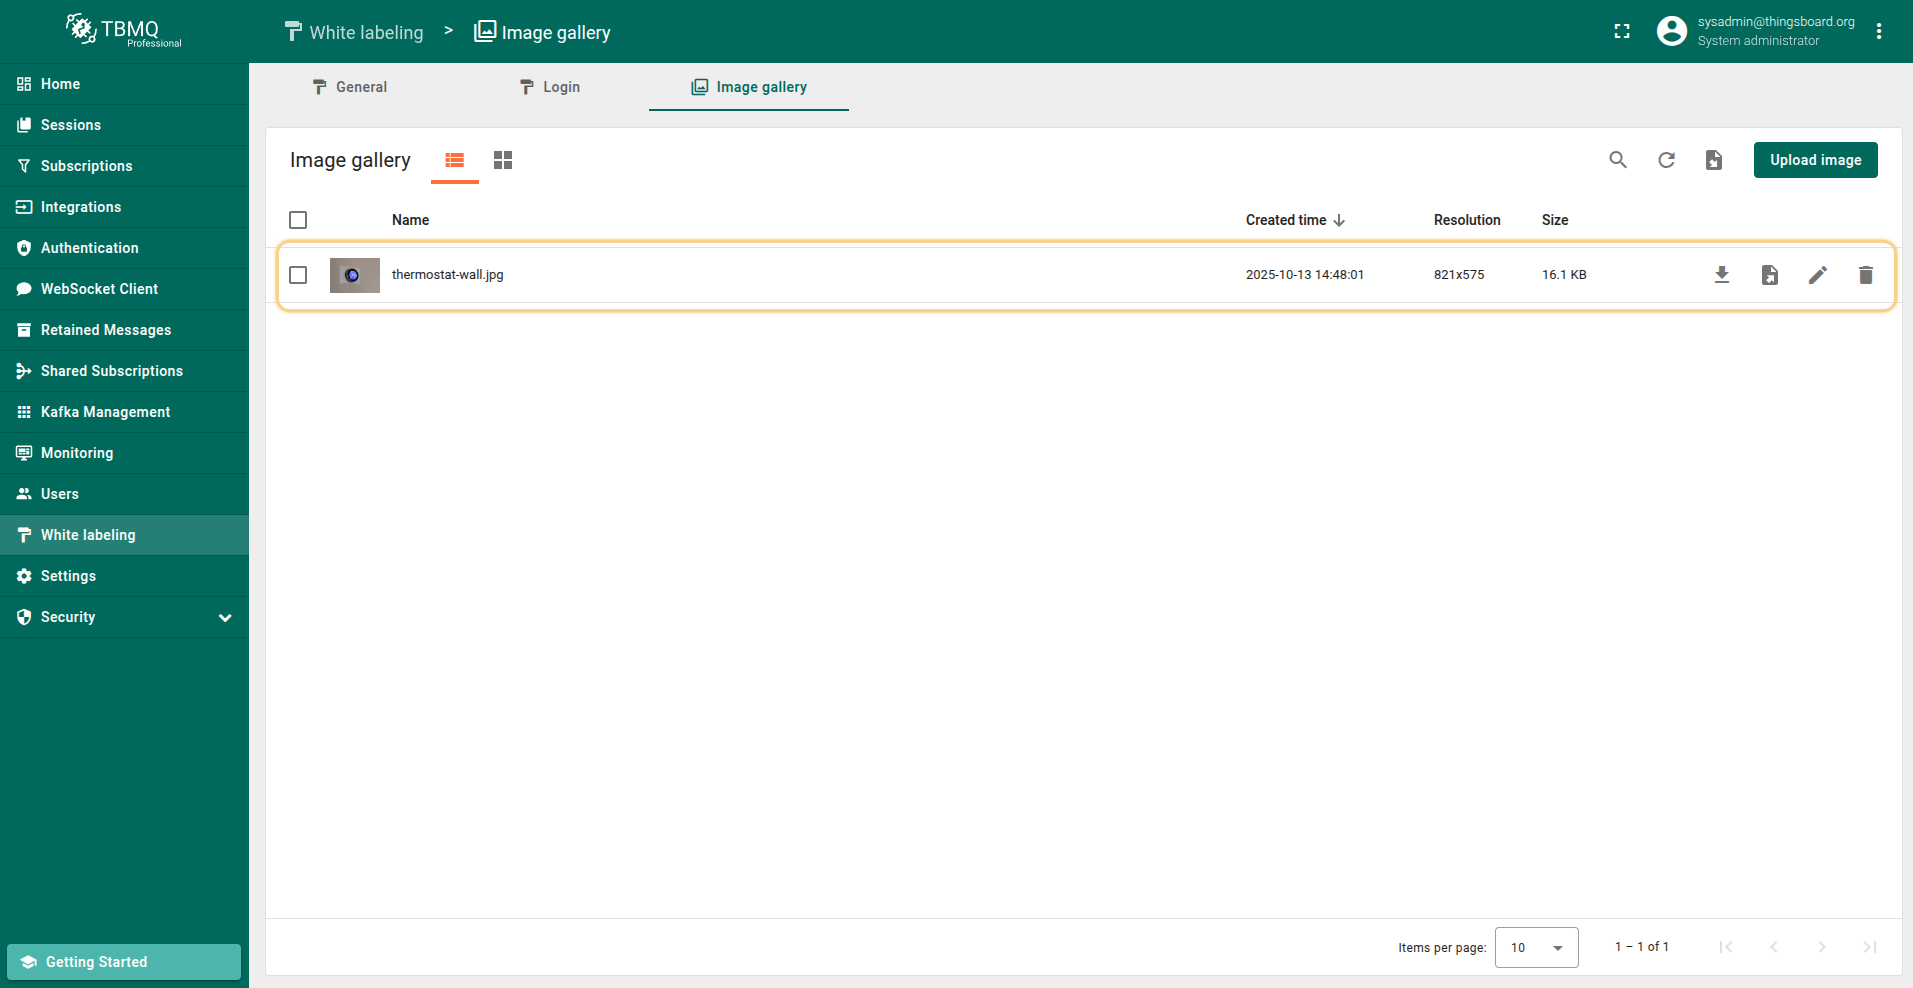 TBMQ
Professional
White labeling > Image gallery
sysadmin@thingsboard.org
System administrator
Home
Sessions
Subscriptions
Integrations
Authentication
WebSocket Client
Retained Messages
Shared Subscriptions
Kafka Management
Monitoring
Users
White labeling
Settings
Security
Getting Started
General Login Image gallery
Image gallery
Upload image
Name Created time Resolution Size
thermostat-wall.jpg 2025-10-13 14:48:01 821x575 16.1 KB
Items per page: 10 1 – 1 of 1